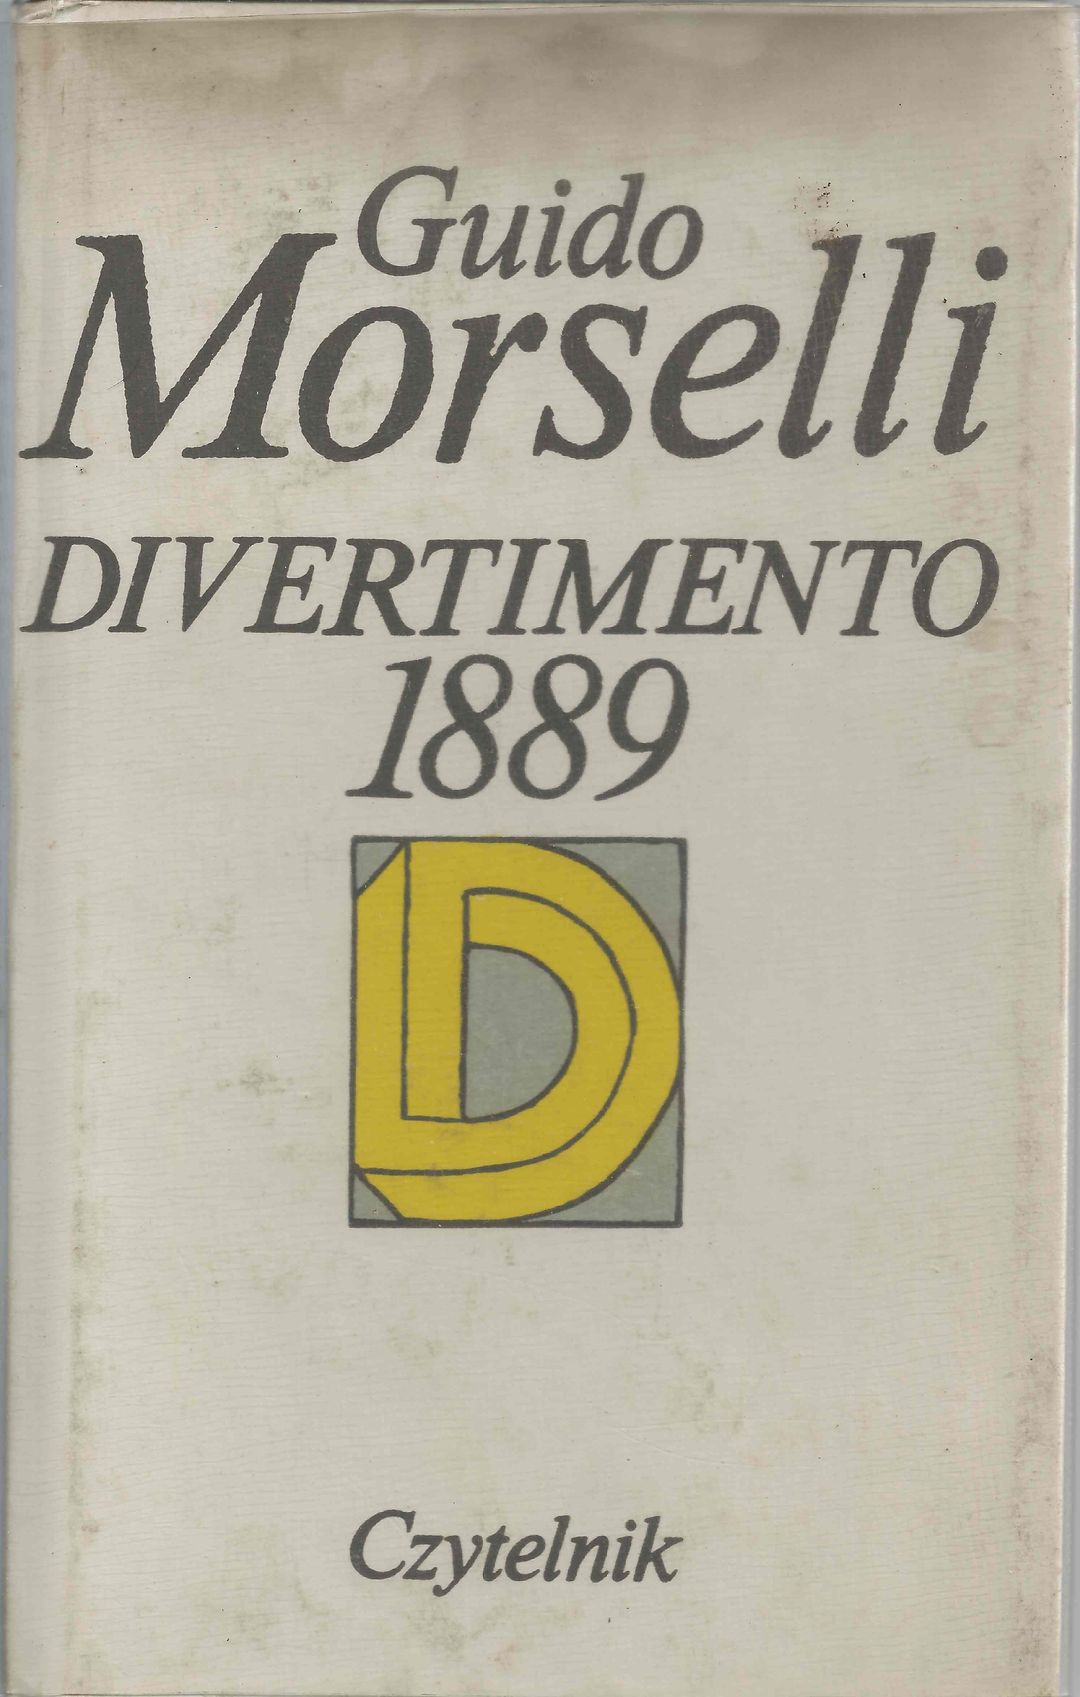 Guido
Morselli
DIVERTIMENTO
1889
D
Czytelnik